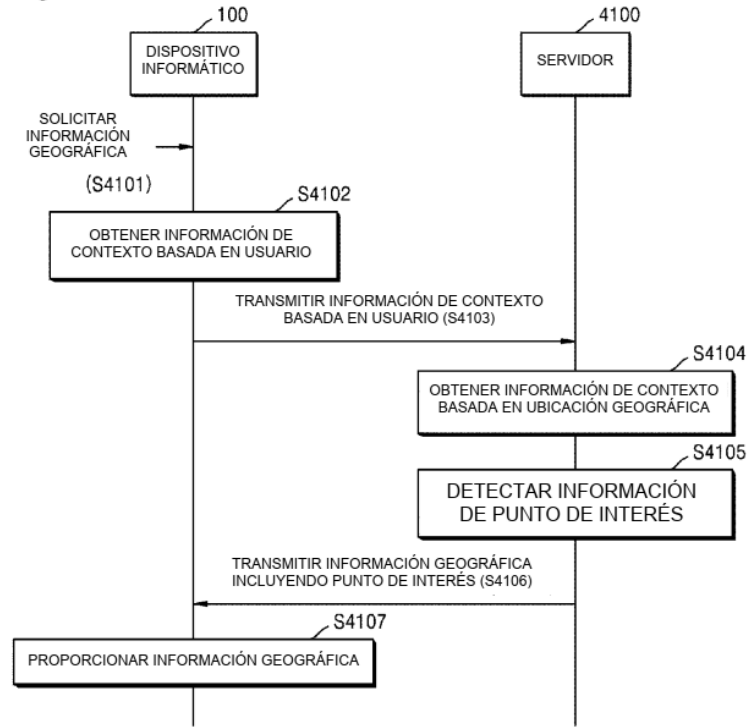 100
DISPOSITIVO
INFORMÁTICO
4100
SERVIDOR
SOLICITAR
INFORMACIÓN
GEOGRÁFICA
(S4101)
S4102
OBTENER INFORMACIÓN DE
CONTEXTO BASADA EN USUARIO
TRANSMITIR INFORMACIÓN DE CONTEXTO
BASADA EN USUARIO (S4103)
S4104
OBTENER INFORMACIÓN DE CONTEXTO
BASADA EN UBICACIÓN GEOGRÁFICA
S4105
DETECTAR INFORMACIÓN
DE PUNTO DE INTERÉS
TRANSMITIR INFORMACIÓN GEOGRÁFICA
INCLUYENDO PUNTO DE INTERÉS (S4106)
S4107
PROPORCIONAR INFORMACIÓN GEOGRÁFICA